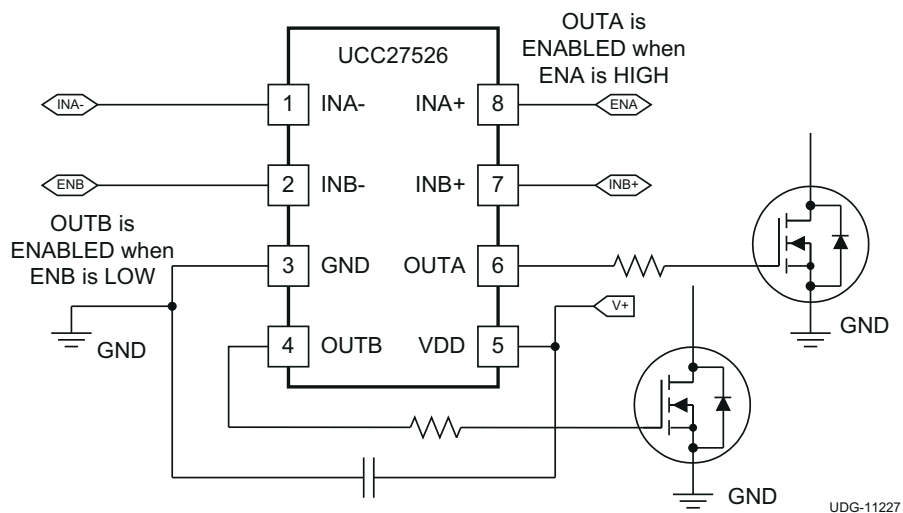 OUTA is
ENABLED when
ENA is HIGH
UCC27526
INA-
1
INA-
INA+
8
ENA
ENB
2
INB-
INB+
7
INB+
OUTB is
ENABLED when
ENB is LOW
3
GND
OUTA
6
V+
GND
GND
4
OUTB
VDD
5
GND
UDG-11227